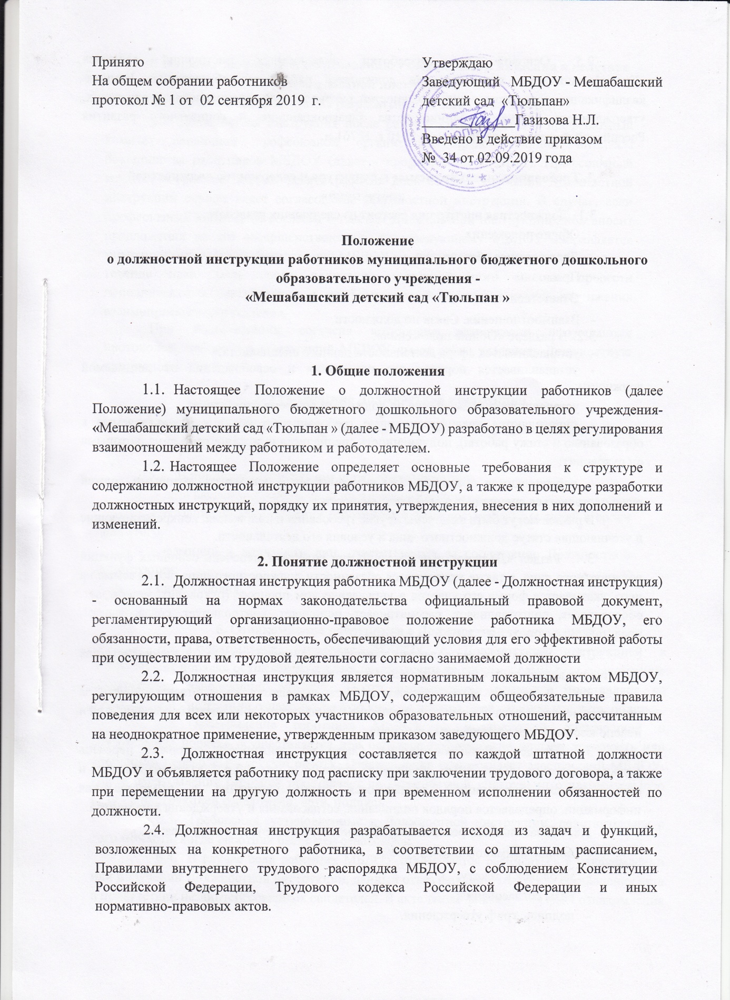 Принято
На общем собрании работников
протокол № 1 от 02 сентября 2019 г.
Утверждаю
Заведующий МБДОУ - Мешабашский
детский сад «Тюльпан»
_____________Газизова Н.Л.
Введено в действие приказом
№ 34 от 02.09.2019 года
Положение
о должностной инструкции работников муниципального бюджетного дошкольного
образовательного учреждения -
«Мешабашский детский сад «Тюльпан »
1. Общие положения
1.1. Настоящее Положение о должностной инструкции работников (далее
Положение) муниципального бюджетного дошкольного образовательного учреждения-
«Мешабашский детский сад «Тюльпан » (далее - МБДОУ) разработано в целях регулирования
взаимоотношений между работником и работодателем.
1.2. Настоящее Положение определяет основные требования к структуре и
содержанию должностной инструкции работников МБДОУ, а также к процедуре разработки
должностных инструкций, порядку их принятия, утверждения, внесения в них дополнений и
изменений.
2. Понятие должностной инструкции
2.1. Должностная инструкция работника МБДОУ (далее - Должностная инструкция)
- основанный на нормах законодательства официальный правовой документ,
регламентирующий организационно-правовое положение работника МБДОУ, его
обязанности, права, ответственность, обеспечивающий условия для его эффективной работы
при осуществлении им трудовой деятельности согласно занимаемой должности
2.2. Должностная инструкция является нормативным локальным актом МБДОУ,
регулирующим отношения в рамках МБДОУ, содержащим общеобязательные правила
поведения для всех или некоторых участников образовательных отношений, рассчитанным
на неоднократное применение, утвержденным приказом заведующего МБДОУ.
2.3. Должностная инструкция составляется по каждой штатной должности
МБДОУ и объявляется работнику под расписку при заключении трудового договора, а также
при перемещении на другую должность и при временном исполнении обязанностей по
должности.
2.4. Должностная инструкция разрабатывается исходя из задач и функций,
возложенных на конкретного работника, в соответствии со штатным расписанием,
Правилами внутреннего трудового распорядка МБДОУ, с соблюдением Конституции
Российской Федерации, Трудового кодекса Российской Федерации и иных
нормативно-правовых актов.